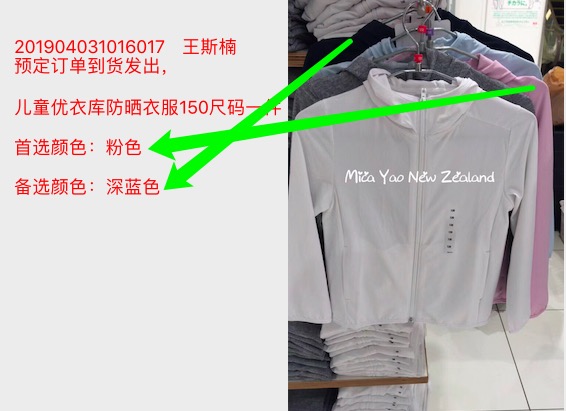 201904031016017 王斯楠
预定订单到货发出，
儿童优衣库防晒衣服150尺码一件
首选颜色：粉色
备选颜色：深蓝色
Mica Yao New Zealand